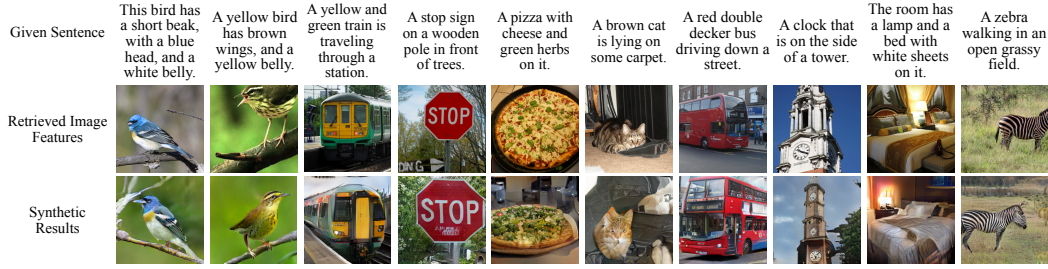 Given Sentence
This bird has
a short beak,
with a blue
head, and a
white belly.
A yellow bird
has brown
wings, and a
yellow belly.
A yellow and
green train is
traveling
through a
station.
A stop sign
on a wooden
pole in front
of trees.
A pizza with
cheese and
green herbs
on it.
A brown cat
is lying on
some carpet.
A red double
decker bus
driving down a
street.
A clock that
is on the side
of a tower.
The room has
a lamp and a
bed with
white sheets
on it.
A zebra
walking in an
open grassy
field.
Retrieved Image
Features
STOP
DING
Synthetic
Results
STOP